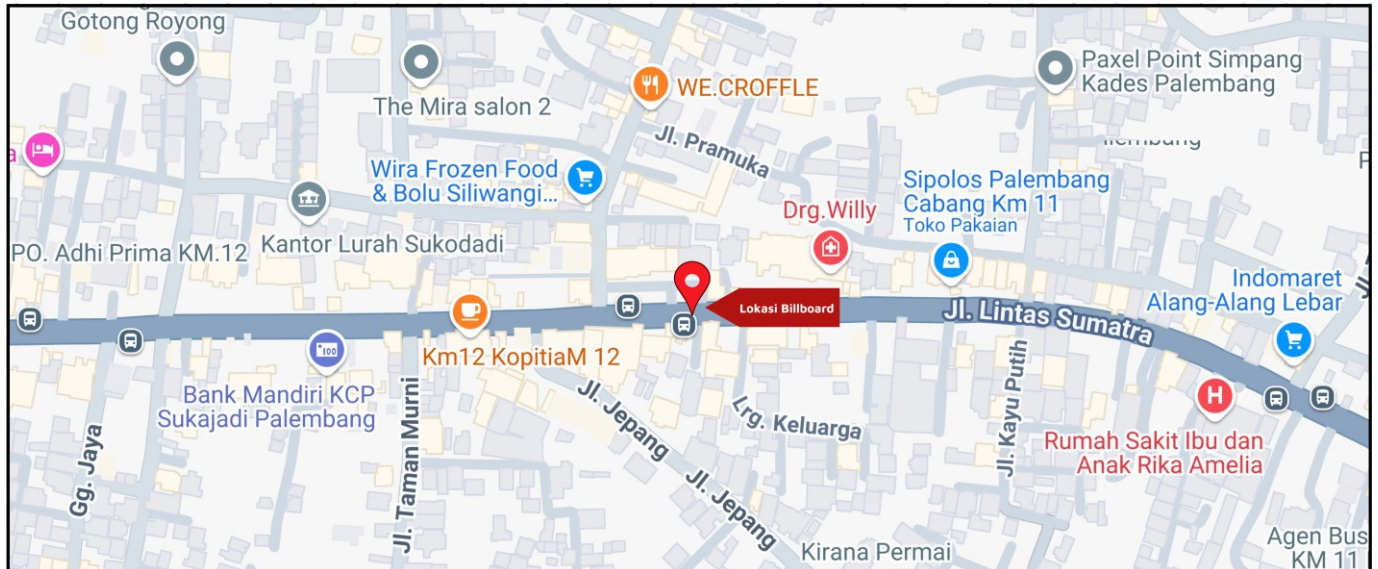 Gotong Royong
The Mira salon 2
WE.CROFFLE
Paxel Point Simpang
Kades Palembang
Jl. Pramuka
Wira Frozen Food
& Bolu Siliwangi...
Sipolos Palembang
Cabang Km 11
Toko Pakaian
Drg.Willy
Kantor Lurah Sukodadi
PO. Adhi Prima KM.12
Indomaret
Alang-Alang Lebar
Lokasi Billboard
Jl. Lintas Sumatra
Km12 KopitiaM 12
100
Bank Mandiri KCP
Sukajadi Palembang
Jl. Taman Murni
Gg. Jaya
Jl. Jepang
Jl. Jepang
Lrg. Keluarga
Jl. Kayu Putih
H
Rumah Sakit Ibu dan
Anak Rika Amelia
Kirana Permai
Agen Bus
KM 11